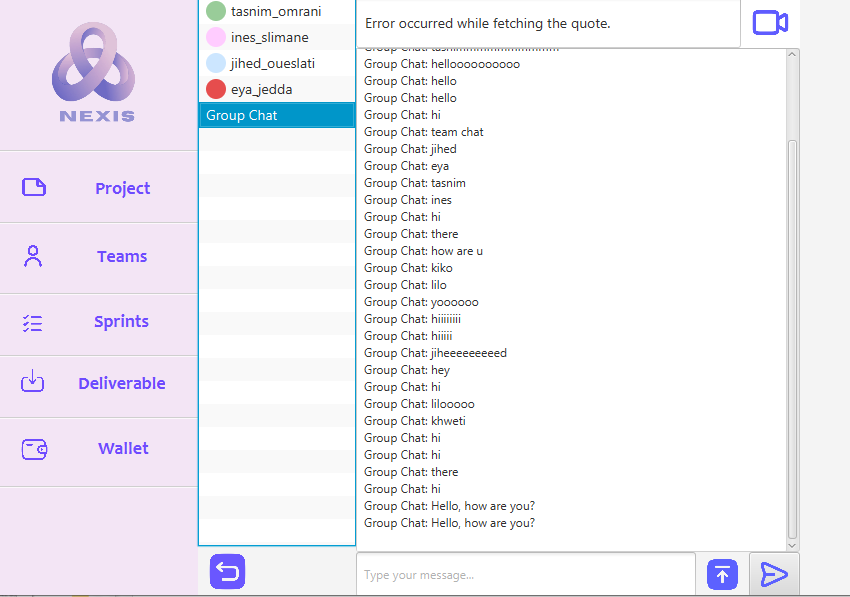 NEXIS
Project
Teams
Sprints
Deliverable
Wallet
tasnim_omrani
ines_slimane
jihed_oueslati
eya_jedda
Group Chat
Error occurred while fetching the quote.
Group Chat:
Group Chat: helloooooooooo
Group Chat: hello
Group Chat: hello
Group Chat: hi
Group Chat: team chat
Group Chat: jihed
Group Chat: eya
Group Chat: tasnim
Group Chat: ines
Group Chat: hi
Group Chat: there
Group Chat: how are u
Group Chat: kiko
Group Chat: lilo
Group Chat: yoooooo
Group Chat: hiiiiiiii
Group Chat: hiiiii
Group Chat: jiheeeeeeeeed
Group Chat: hey
Group Chat: hi
Group Chat: lilooooo
Group Chat: khweti
Group Chat: hi
Group Chat: hi
Group Chat: there
Group Chat: hi
Group Chat: Hello, how are you?
Group Chat: Hello, how are you?
Type your message...